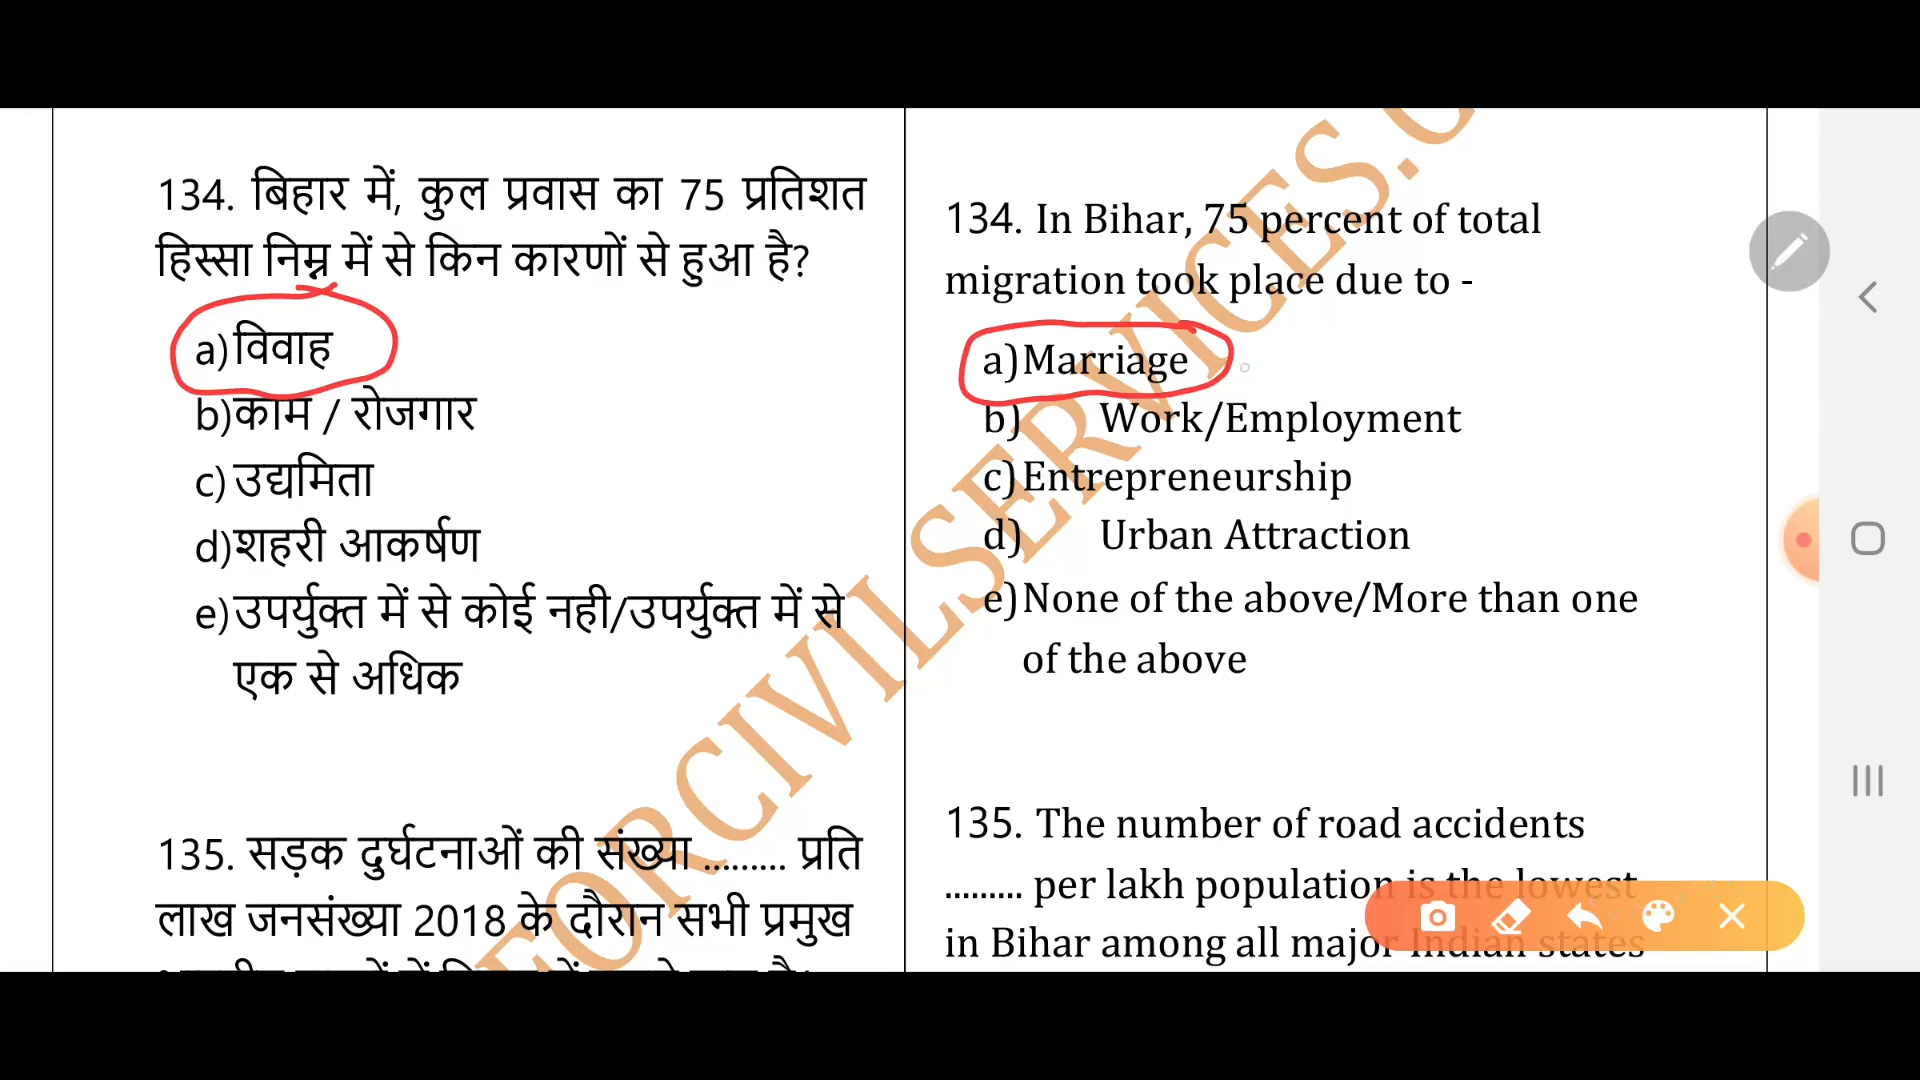 134. बिहार में, कुल प्रवास का 75 प्रतिशत
हिस्सा निम्न में से किन कारणों से हुआ है?
a) विवाह
b) काम / रोजगार
c) उद्यमिता
d) शहरी आकर्षण
e) उपर्युक्त में से कोई नही/उपर्युक्त में से
एक से अधिक
135. सड़क दुर्घटनाओं की संख्या ......... प्रति
लाख जनसंख्या 2018 के दौरान सभी प्रमुख
134. In Bihar, 75 percent of total
migration took place due to -
a) Marriage
b) Work/Employment
c) Entrepreneurship
d) Urban Attraction
e) None of the above/More than one
of the above
135. The number of road accidents
......... per lakh population is the lowest
in Bihar among all major Indian states
FORCIVILSERVICES.